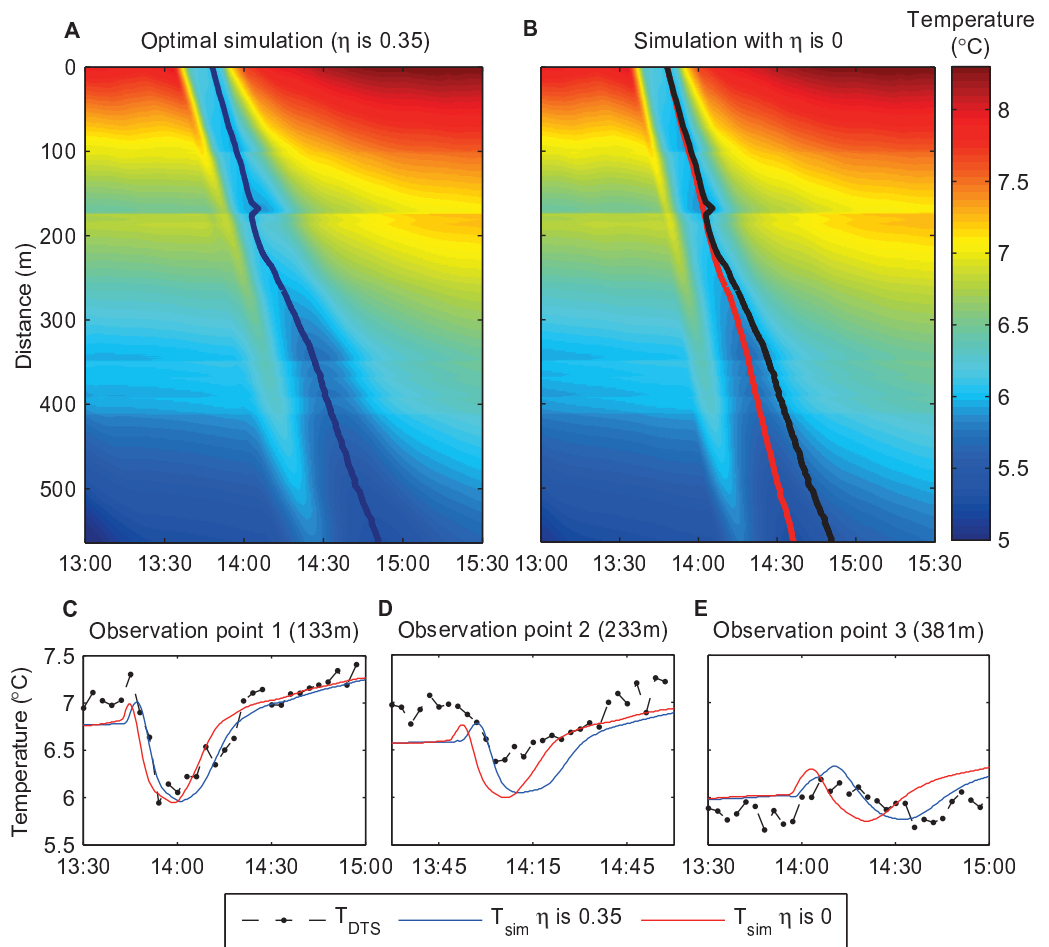 A
Optimal simulation (η is 0.35)
B
Simulation with η is 0
Temperature
(°C)
Distance (m)
0
100
200
300
400
500
13:00
13:30
14:00
14:30
15:00
15:30
13:00
13:30
14:00
14:30
15:00
15:30
8
7.5
7
6.5
6
5.5
5
C
Observation point 1 (133m)
D
Observation point 2 (233m)
E
Observation point 3 (381m)
Temperature (°C)
7.5
7
6.5
6
5.5
13:30
14:00
14:30
15:00
13:45
14:15
14:45
13:30
14:00
14:30
15:00
T_DTS
T_sim η is 0.35
T_sim η is 0